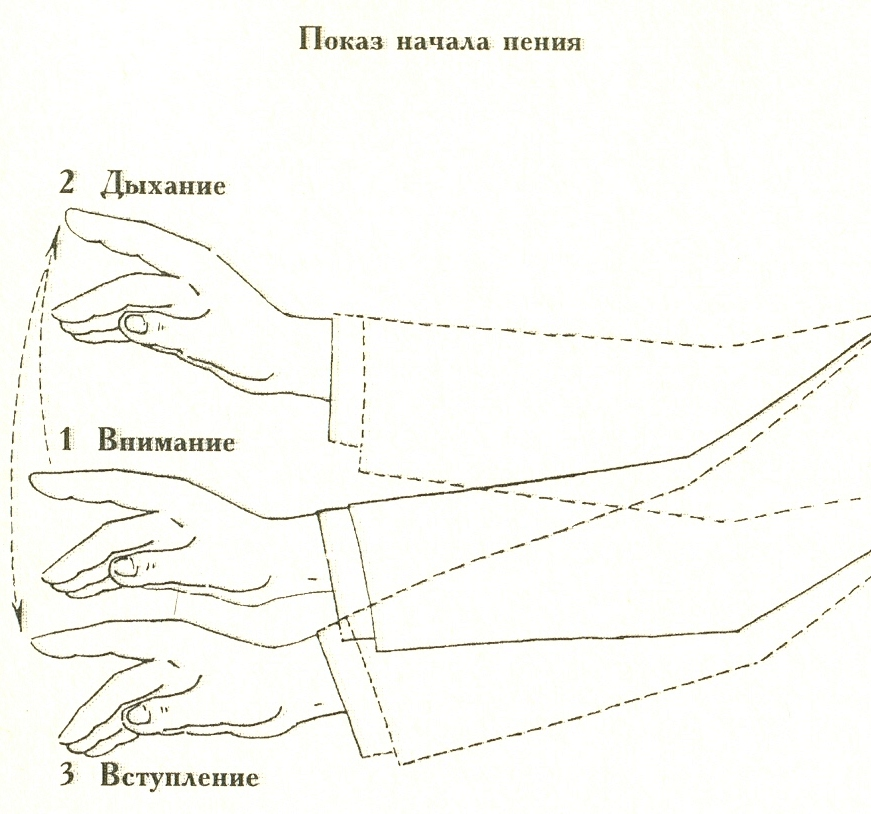 Показ начала пения
2 Дыхание
1 Внимание
3 Вступление